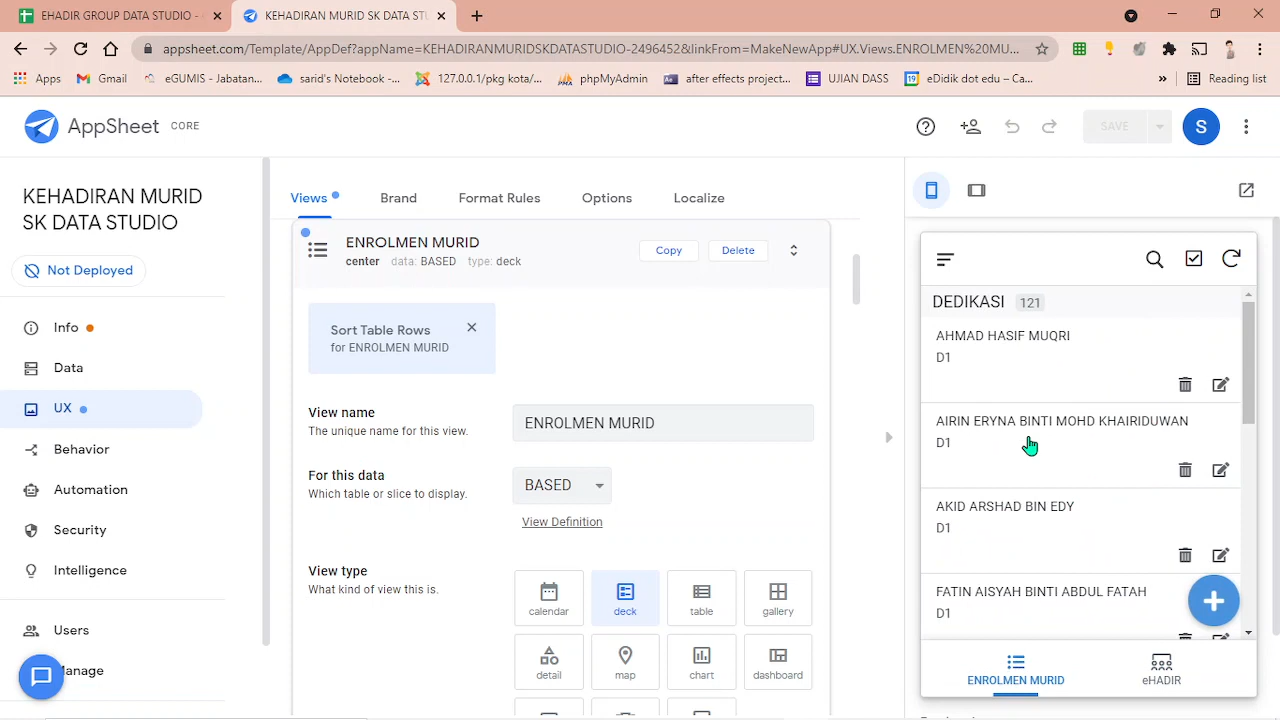 EHADIR GROUP DATA STUDIO -
KEHADIRAN MURID SK DATA STU
appsheet.com/Template/AppDef?appName=KEHADIRANMURIDSKDATASTUDIO-2496452&linkFrom=MakeNewApp#UX.Views.ENROLMEN%20MU...
Apps
Gmail
eGUMIS - Jabatan...
sarid's Notebook -...
127.0.0.1/pkg kota/...
phpMyAdmin
after effects project...
UJIAN DASS
eDidik dot edu – Ca...
»
Reading list
AppSheet CORE
SAVE
S
KEHADIRAN MURID
SK DATA STUDIO
Not Deployed
Info
Data
UX
Behavior
Automation
Security
Intelligence
Users
anage
Views
Brand
Format Rules
Options
Localize
ENROLMEN MURID
center data: BASED type: deck
Copy
Delete
Sort Table Rows
for ENROLMEN MURID
View name
The unique name for this view.
ENROLMEN MURID
For this data
Which table or slice to display.
BASED
View Definition
View type
What kind of view this is.
calendar
deck
table
gallery
detail
map
chart
dashboard
DEDIKASI 121
AHMAD HASIF MUQRI
D1
AIRIN ERYNA BINTI MOHD KHAIRIDUWAN
D1
AKID ARSHAD BIN EDY
D1
FATIN AISYAH BINTI ABDUL FATAH
D1
ENROLMEN MURID
eHADIR